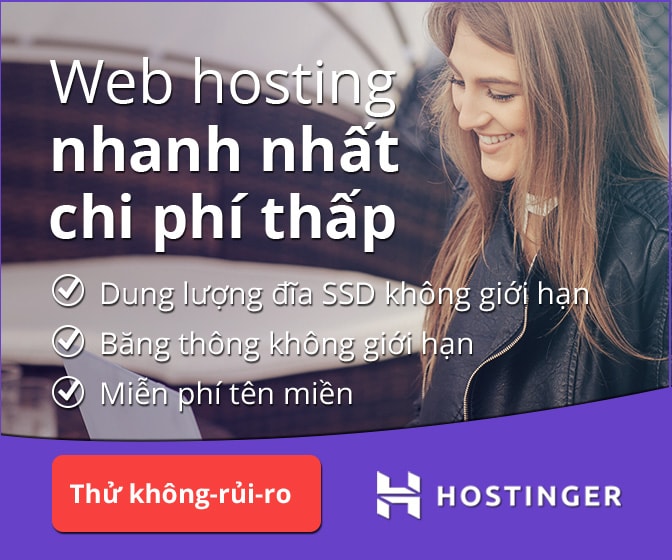 Web hosting
nhanh nhất
chi phí thấp
Dung lượng đĩa SSD không giới hạn
Băng thông không giới hạn
Miễn phí tên miền
Thử không-rủi-ro
HOSTINGER